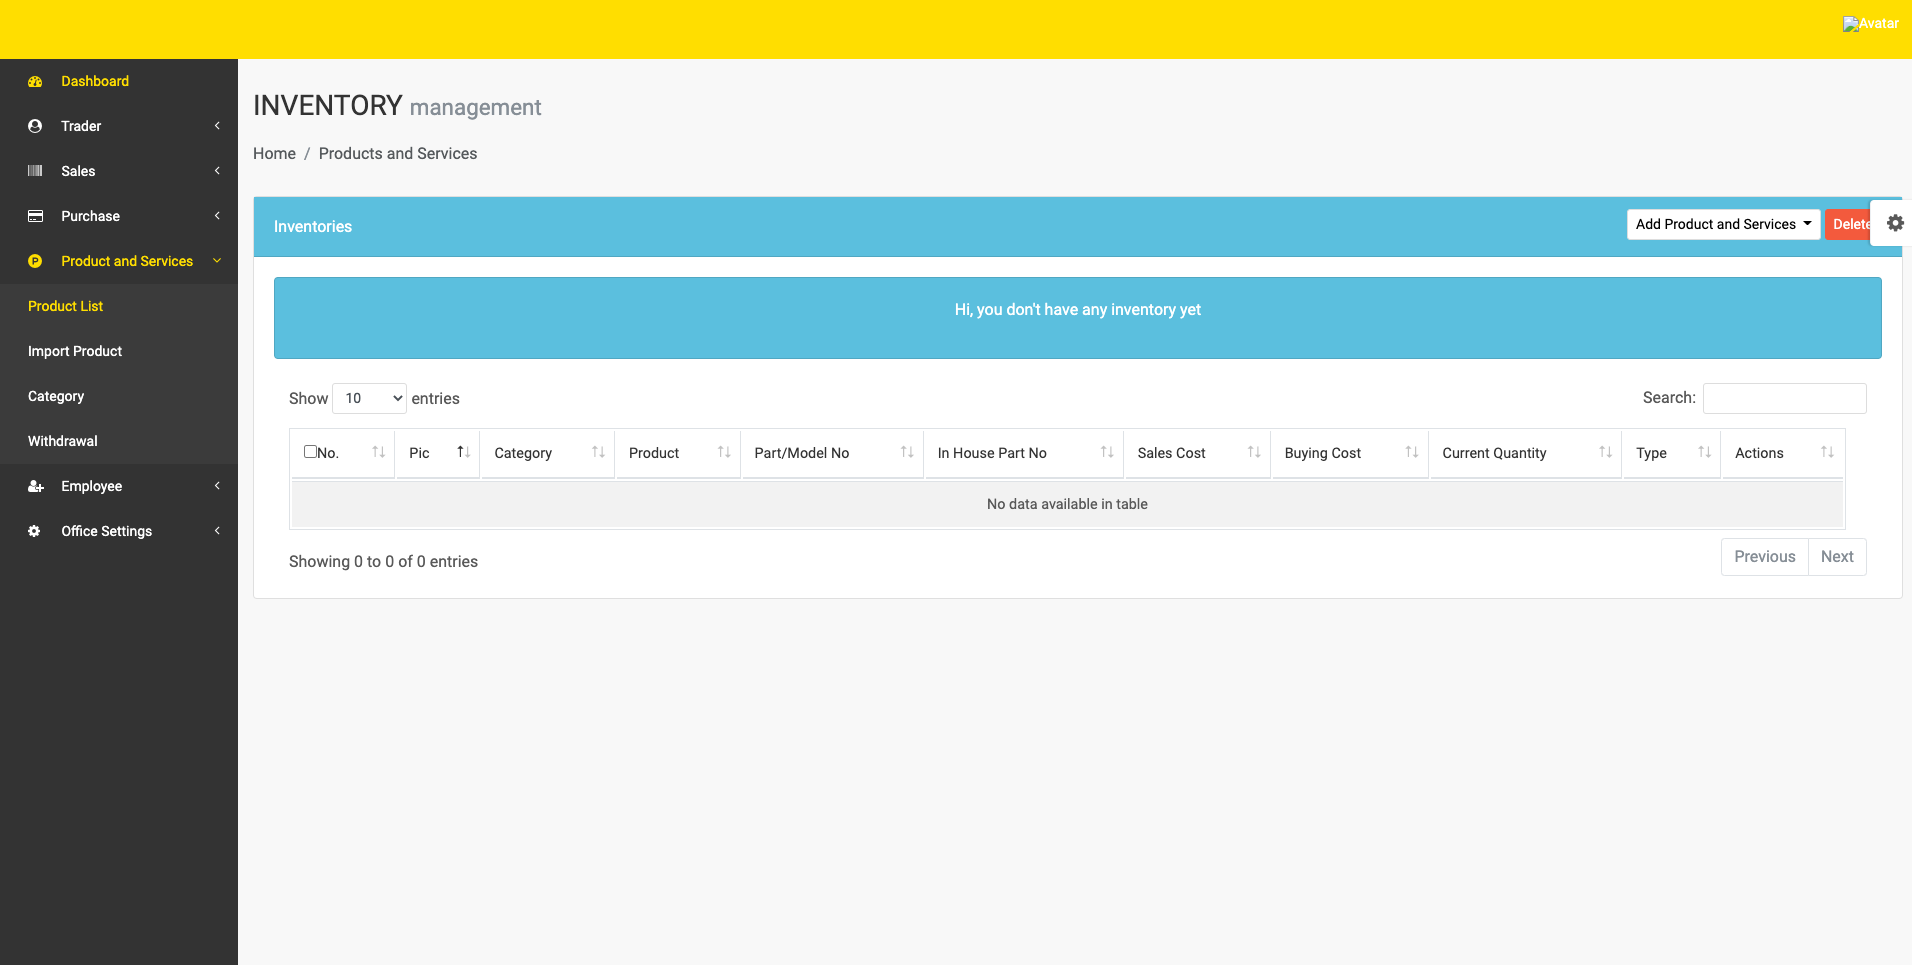 Avatar
Dashboard
Trader
Sales
Purchase
Product and Services
Product List
Import Product
Category
Withdrawal
Employee
Office Settings
INVENTORY management
Home / Products and Services
Inventories
Add Product and Services
Delete
Hi, you don't have any inventory yet
Show 10 entries
Search:
No. Pic Category Product Part/Model No In House Part No Sales Cost Buying Cost Current Quantity Type Actions
No data available in table
Showing 0 to 0 of 0 entries
Previous Next